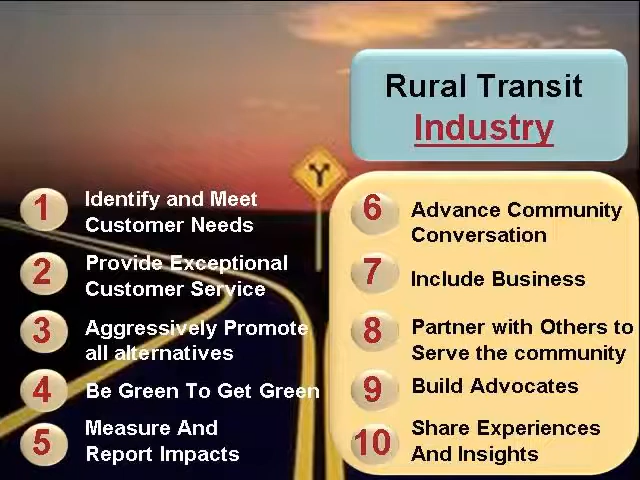 Rural Transit
Industry
1 Identify and Meet
Customer Needs
2 Provide Exceptional
Customer Service
3 Aggressively Promote
all alternatives
4 Be Green To Get Green
5 Measure And
Report Impacts
6 Advance Community
Conversation
7 Include Business
8 Partner with Others to
Serve the community
9 Build Advocates
10 Share Experiences
And Insights